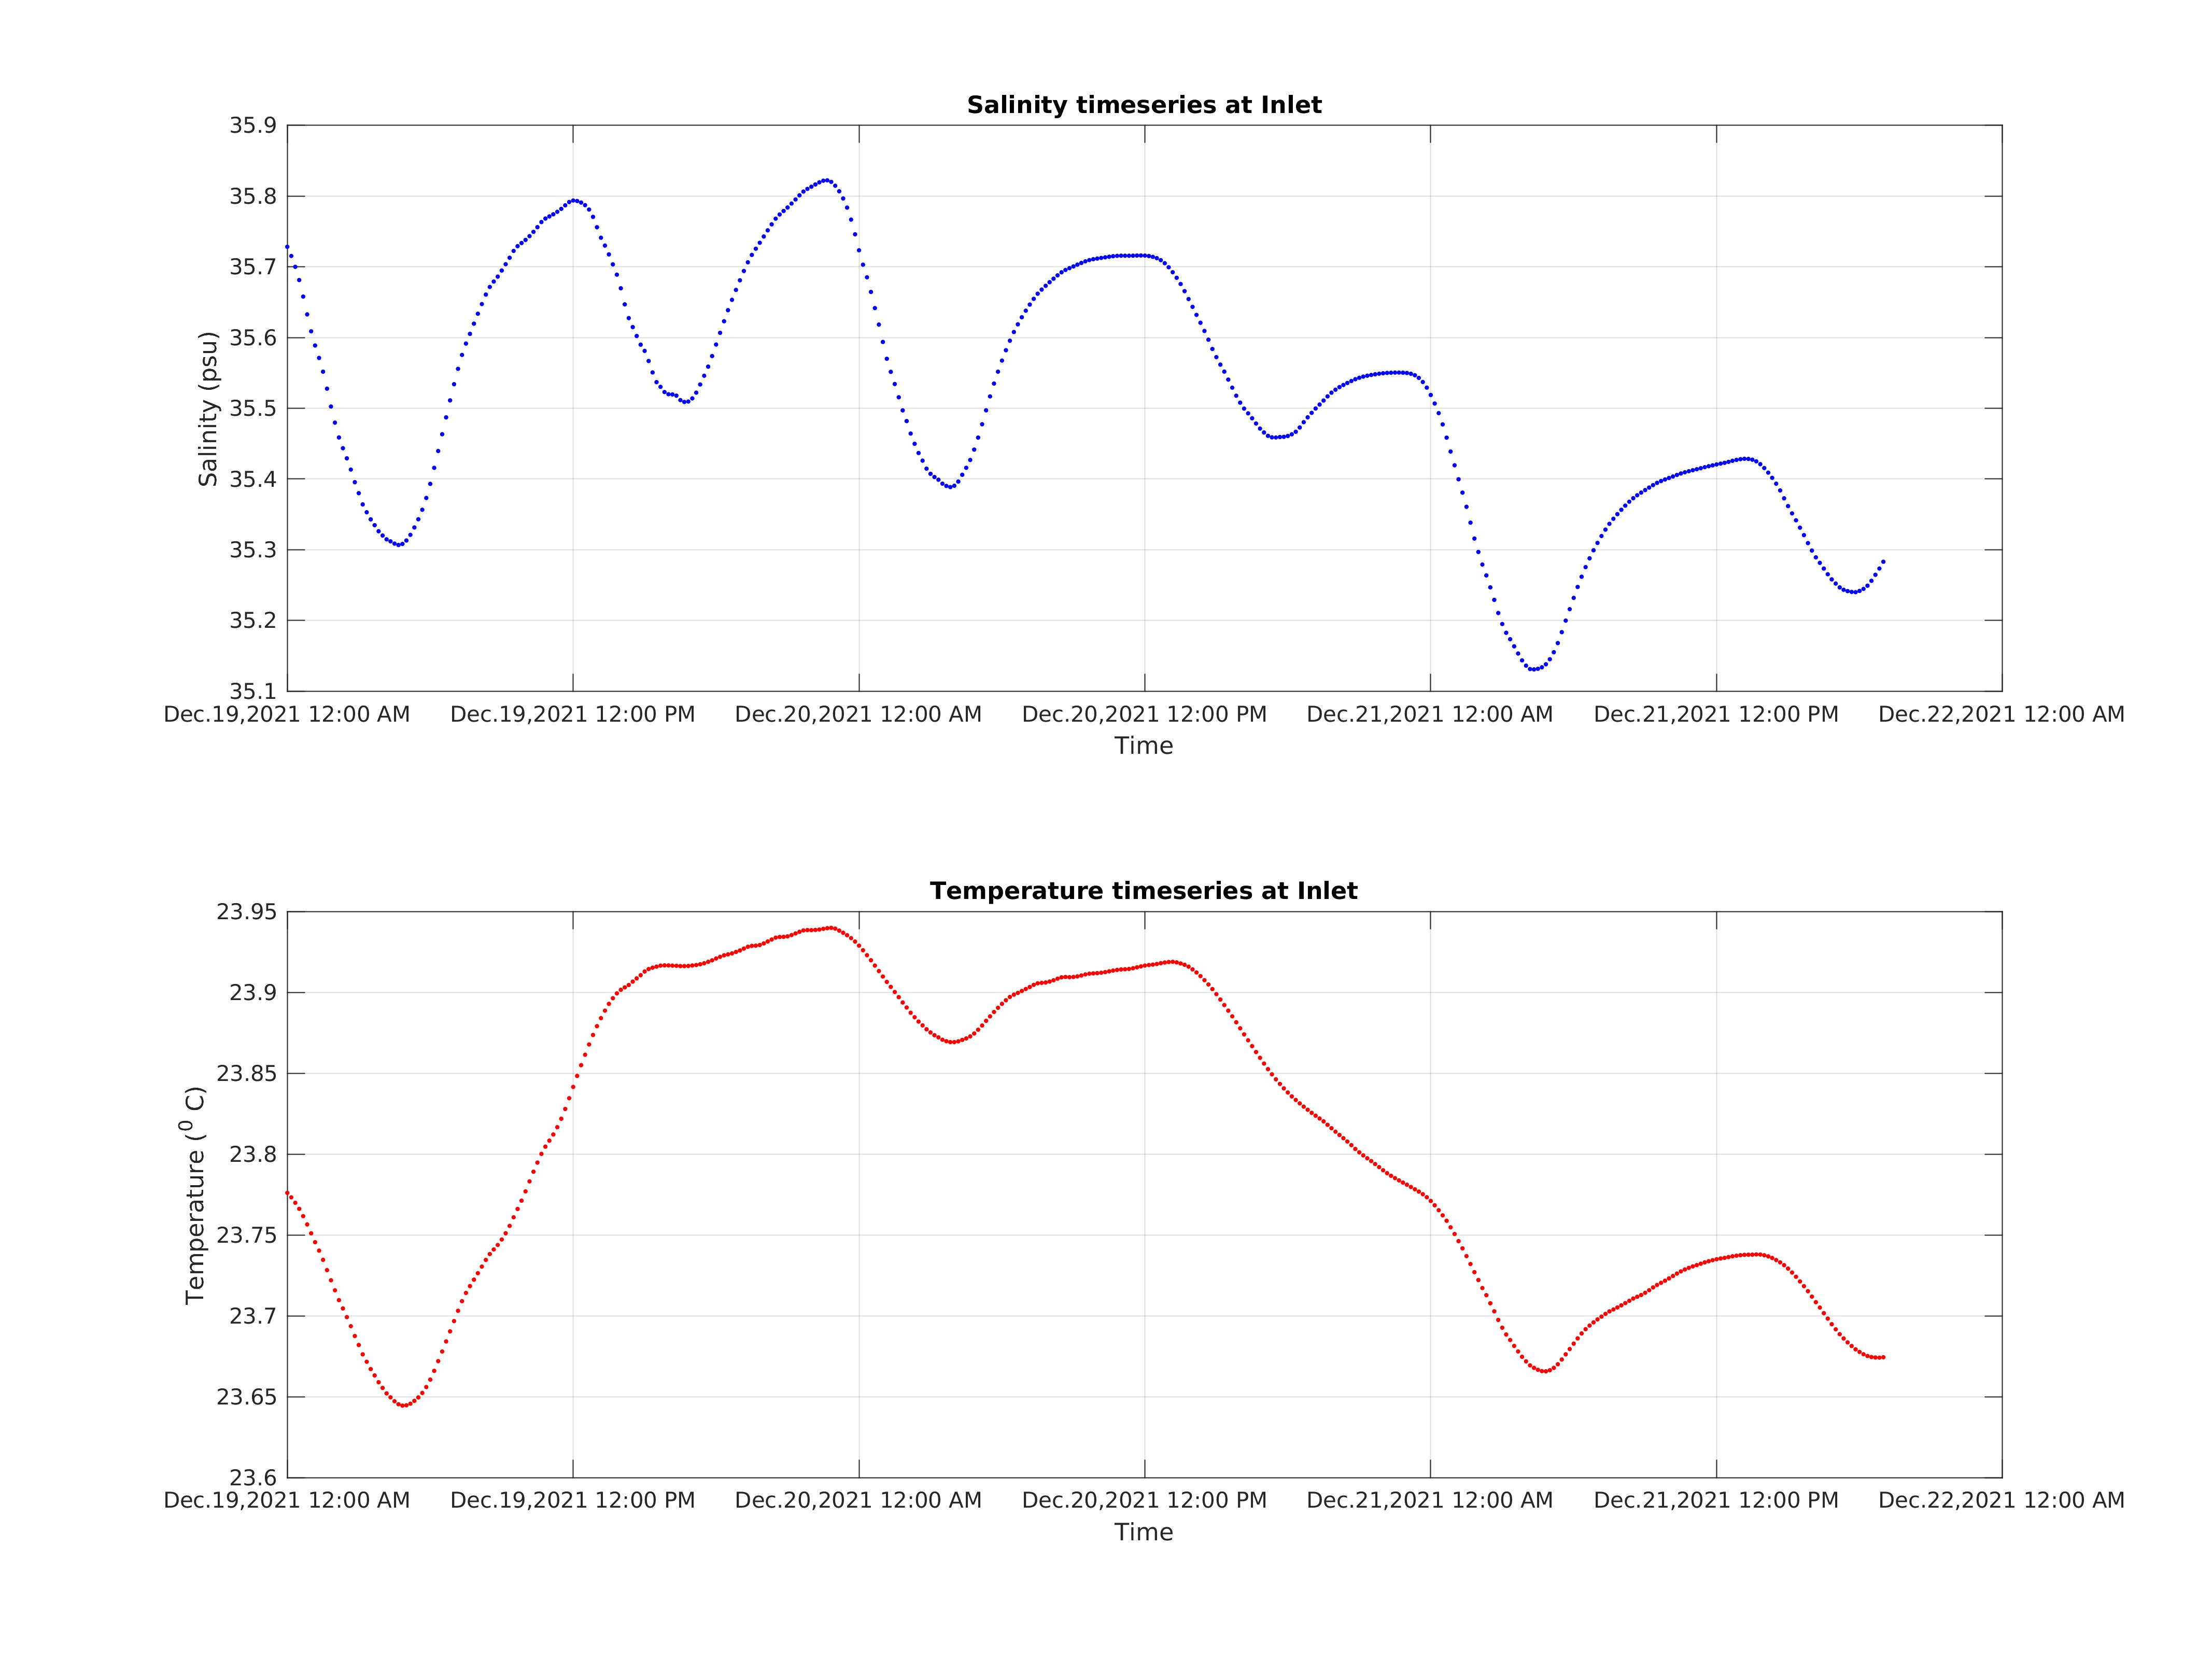 Salinity timeseries at Inlet
35.9
35.8
35.7
35.6
35.5
35.4
35.3
35.2
35.1
Salinity (psu)
Dec.19,2021 12:00 AM Dec.19,2021 12:00 PM Dec.20,2021 12:00 AM Dec.20,2021 12:00 PM Dec.21,2021 12:00 AM Dec.21,2021 12:00 PM Dec.22,2021 12:00 AM
Time
Temperature timeseries at Inlet
23.95
23.9
23.85
23.8
23.75
23.7
23.65
23.6
Temperature (⁰ C)
Dec.19,2021 12:00 AM Dec.19,2021 12:00 PM Dec.20,2021 12:00 AM Dec.20,2021 12:00 PM Dec.21,2021 12:00 AM Dec.21,2021 12:00 PM Dec.22,2021 12:00 AM
Time